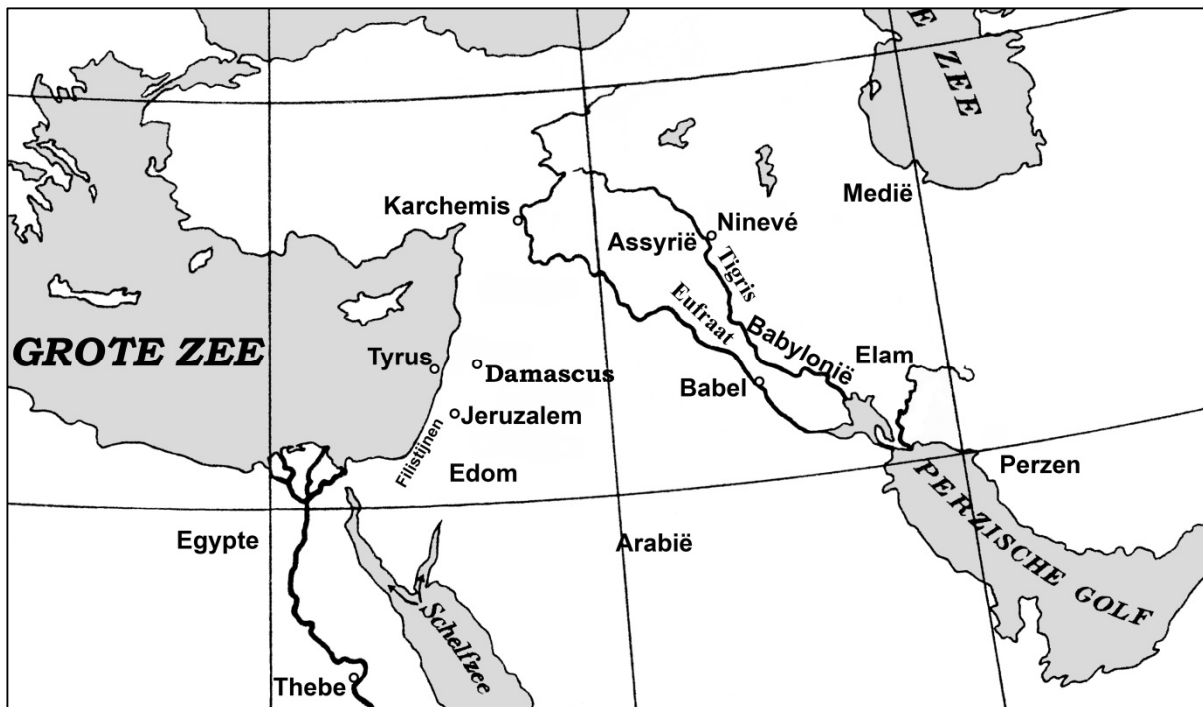 E ZEE
Medië
Karchemis
Ninevé
Assyrië
Tigris
Eufraat
GROTE ZEE
Tyrus
Damascus
Babylonië
Elam
Babel
Jeruzalem
Filistijnen
Edom
Perzen
PERZISCHE GOLF
Egypte
Arabië
Schelfzee
Thebe